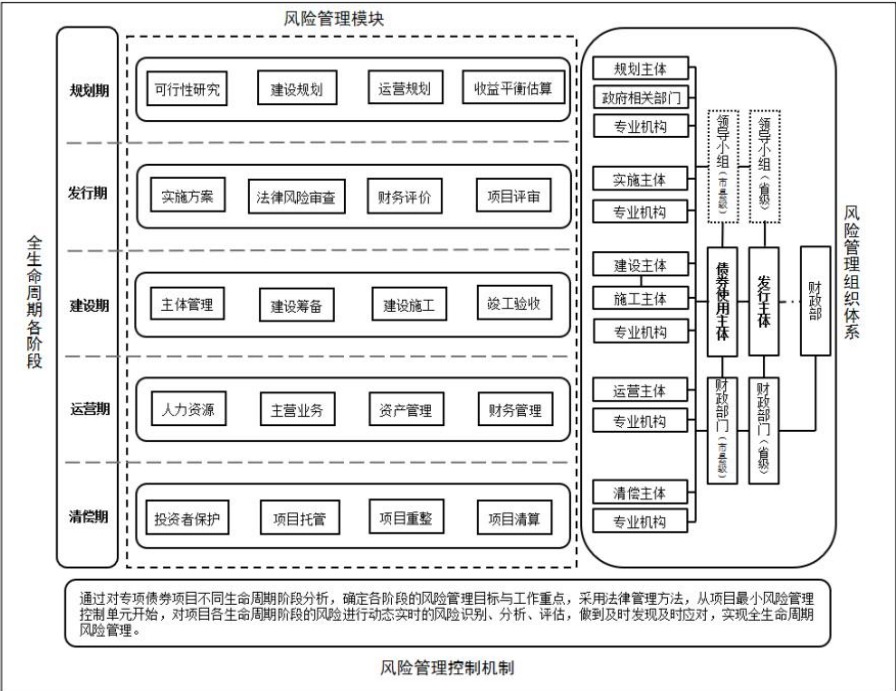 风险管理模块
全生命周期各阶段
规划期
可行性研究
建设规划
运营规划
收益平衡估算
发行期
实施方案
法律风险审查
财务评价
项目评审
建设期
主体管理
建设筹备
建设施工
竣工验收
运营期
人力资源
主营业务
资产管理
财务管理
清偿期
投资者保护
项目托管
项目重整
项目清算
规划主体
政府相关部门
专业机构
实施主体
专业机构
建设主体
施工主体
专业机构
运营主体
专业机构
清偿主体
专业机构
领导小组（市县级）
领导小组（省级）
债券使用主体
发行主体
财政部
财政部门（市县级）
财政部门（省级）
风险管理组织体系
通过对专项债券项目不同生命周期阶段分析，确定各阶段的风险管理目标与工作重点，采用法律管理方法，从项目最小风险管理
控制单元开始，对项目各生命周期阶段的风险进行动态实时的风险识别、分析、评估，做到及时发现及时应对，实现全生命周期
风险管理。
风险管理控制机制